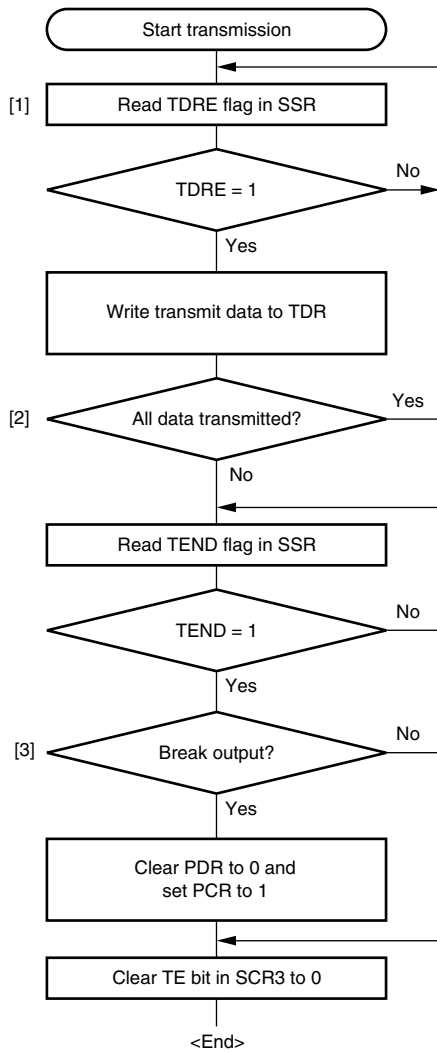 Start transmission
[1]
Read TDRE flag in SSR
No
TDRE = 1
Yes
Write transmit data to TDR
[2]
All data transmitted?
Yes
No
Read TEND flag in SSR
No
TEND = 1
Yes
[3]
Break output?
No
Yes
Clear PDR to 0 and
set PCR to 1
Clear TE bit in SCR3 to 0
<End>